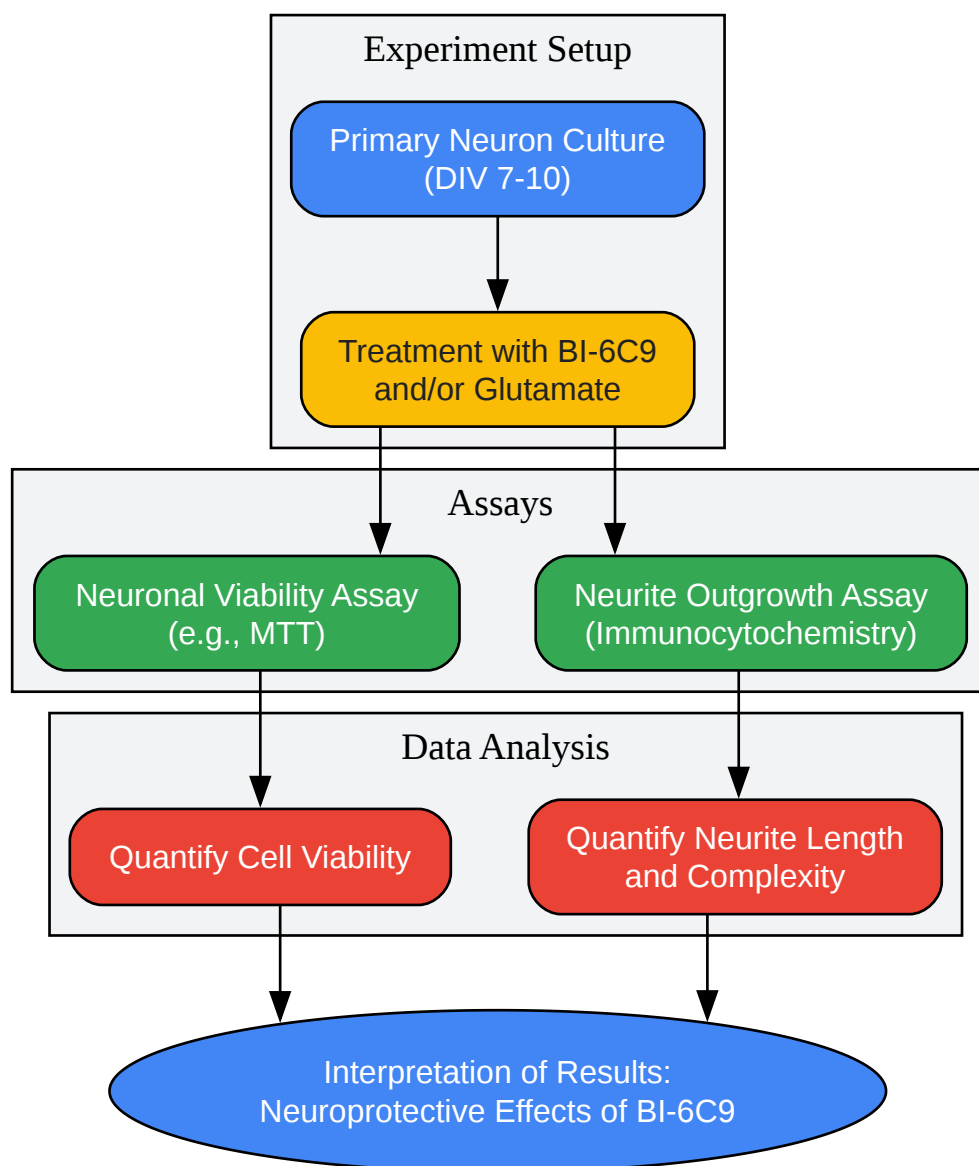 Experiment Setup
Primary Neuron Culture
(DIV 7-10)
Treatment with BI-6C9
and/or Glutamate
Assays
Neuronal Viability Assay
(e.g., MTT)
Neurite Outgrowth Assay
(Immunocytochemistry)
Data Analysis
Quantify Cell Viability
Quantify Neurite Length
and Complexity
Interpretation of Results:
Neuroprotective Effects of BI-6C9